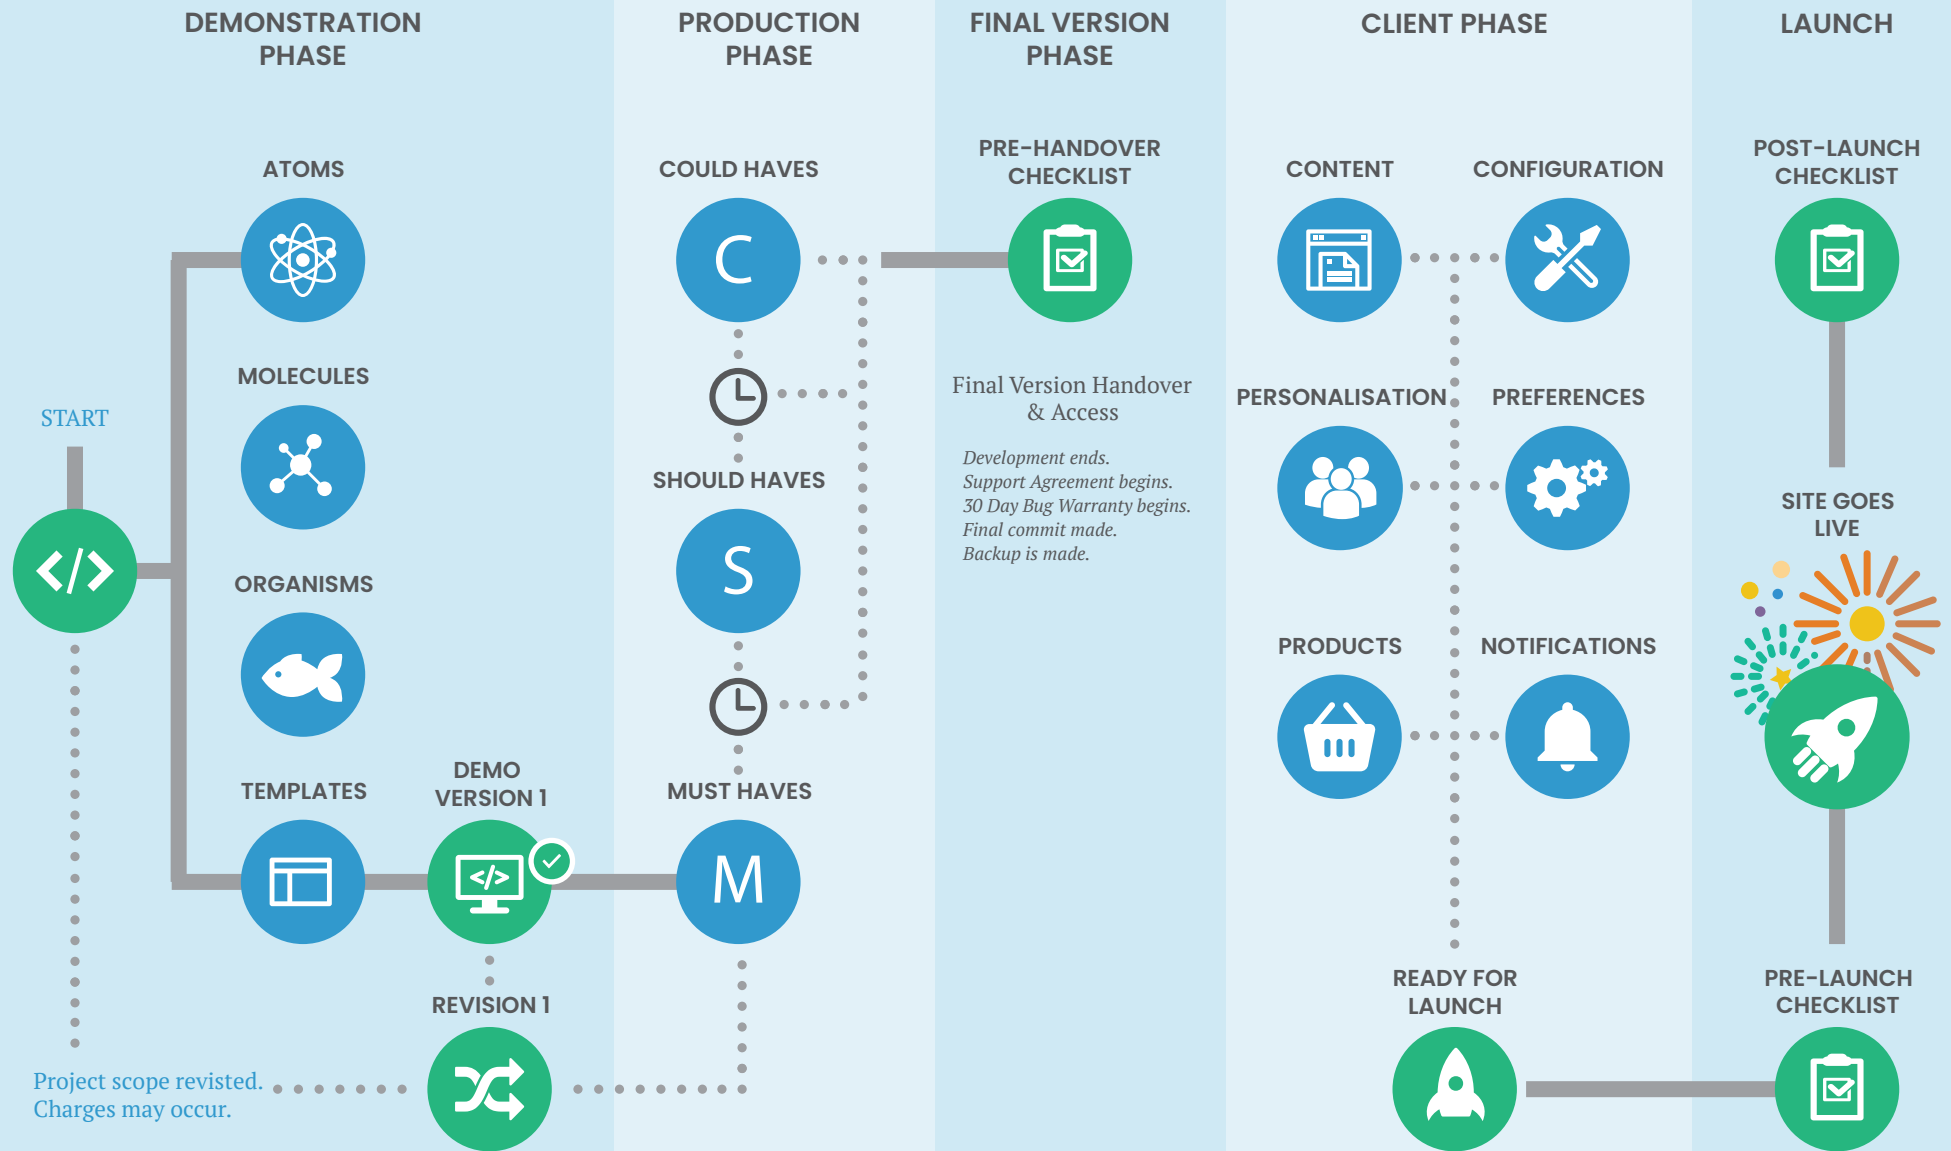 DEMONSTRATION
PHASE
PRODUCTION
PHASE
FINAL VERSION
PHASE
CLIENT PHASE
LAUNCH
START
ATOMS
MOLECULES
ORGANISMS
TEMPLATES
DEMO
VERSION 1
REVISION 1
Project scope revisted.
Charges may occur.
COULD HAVES
C
SHOULD HAVES
S
MUST HAVES
M
PRE-HANDOVER
CHECKLIST
Final Version Handover
& Access
Development ends.
Support Agreement begins.
30 Day Bug Warranty begins.
Final commit made.
Backup is made.
CONTENT
CONFIGURATION
PERSONALISATION
PREFERENCES
PRODUCTS
NOTIFICATIONS
READY FOR
LAUNCH
POST-LAUNCH
CHECKLIST
SITE GOES
LIVE
PRE-LAUNCH
CHECKLIST